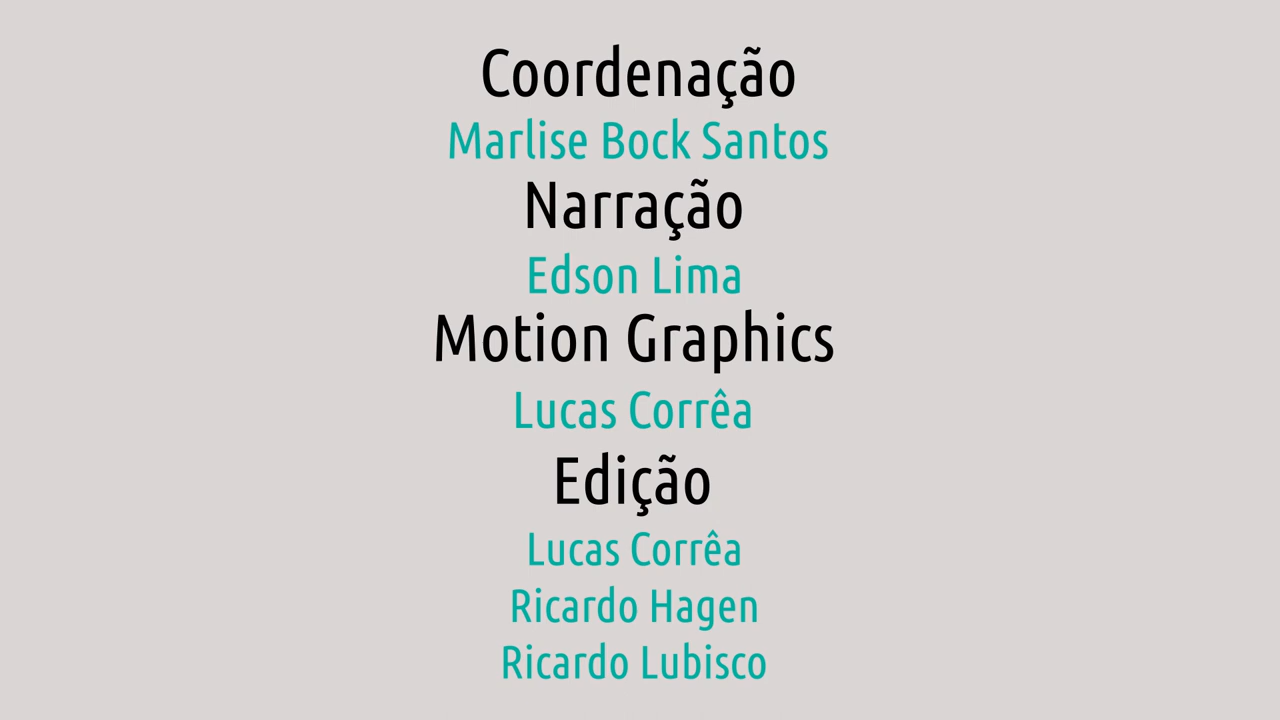 Coordenação
Marlise Bock Santos
Narração
Edson Lima
Motion Graphics
Lucas Corrêa
Edição
Lucas Corrêa
Ricardo Hagen
Ricardo Lubisco